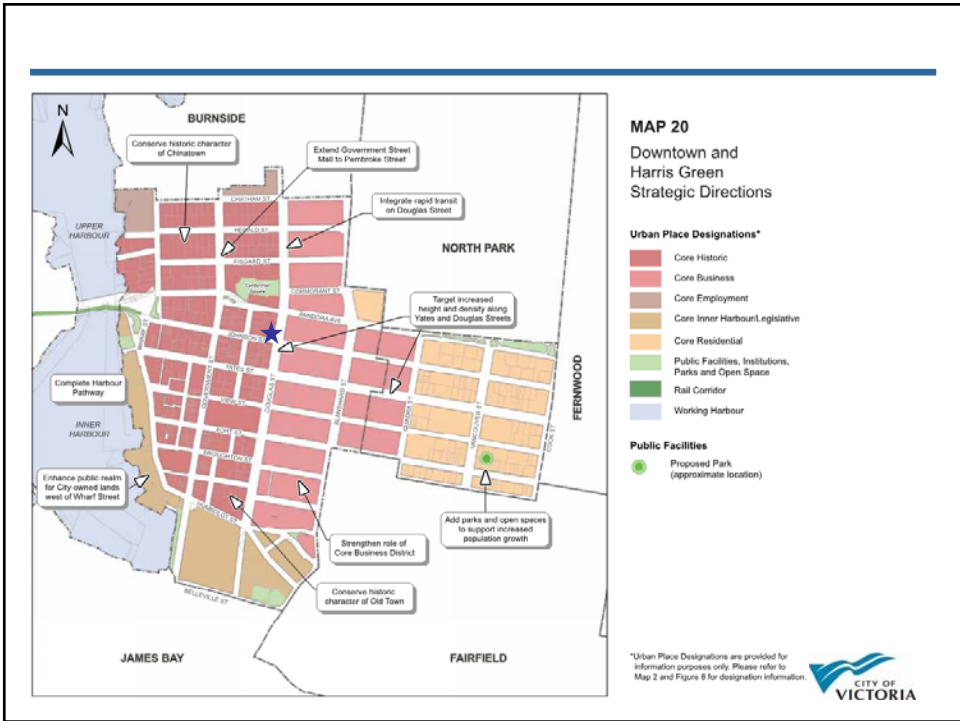 N
BURNSIDE
Conserve historic character
of Chinatown
Extend Government Street
Mall to Pembroke Street
Integrate rapid transit
on Douglas Street
UPPER
HARBOUR
CHATHAM ST
HERALD ST
FISGARD ST
Centennial
Square
CORMORANT ST
PANDORA AVE
NORTH PARK
Target increased
height and density along
Yates and Douglas Streets
JOHNSON ST
WHARF ST
YATES ST
GOVERNMENT ST
VIEW ST
DOUGLAS ST
BLANSHARD ST
QUADRA ST
VANCOUVER ST
COOK ST
FERNWOOD
Complete Harbour
Pathway
INNER
HARBOUR
FORT ST
BROUGHTON ST
Enhance public realm
for City-owned lands
west of Wharf Street
HUMBOLDT ST
Strengthen role of
Core Business District
Add parks and open spaces
to support increased
population growth
Conserve historic
character of Old Town
BELLEVILLE ST
JAMES BAY
FAIRFIELD
MAP 20
Downtown and
Harris Green
Strategic Directions
Urban Place Designations*
Core Historic
Core Business
Core Employment
Core Inner Harbour/Legislative
Core Residential
Public Facilities, Institutions,
Parks and Open Space
Rail Corridor
Working Harbour
Public Facilities
Proposed Park
(approximate location)
*Urban Place Designations are provided for
information purposes only. Please refer to
Map 2 and Figure 8 for designation information.
CITY OF
VICTORIA